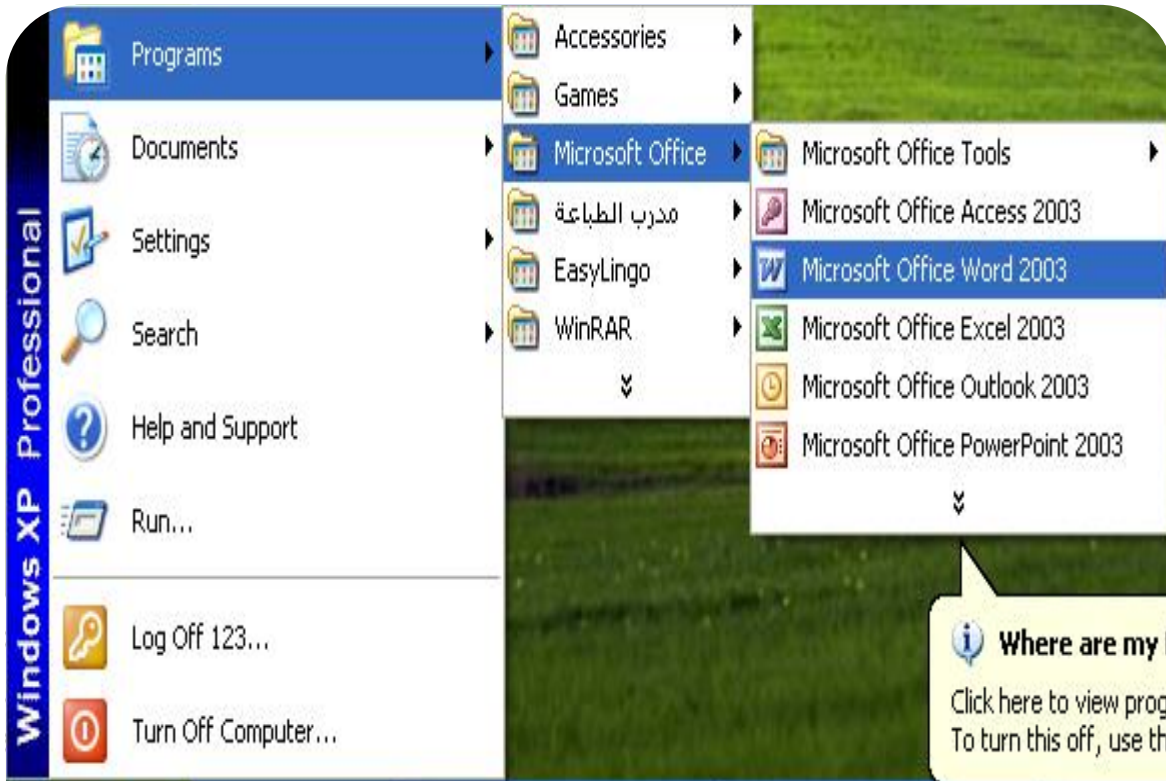 Windows XP Professional
Programs
Documents
Settings
Search
Help and Support
Run...
Log Off 123...
Turn Off Computer...
Accessories
Games
Microsoft Office
مدرب الطباعة
EasyLingo
WinRAR
Microsoft Office Tools
Microsoft Office Access 2003
Microsoft Office Word 2003
Microsoft Office Excel 2003
Microsoft Office Outlook 2003
Microsoft Office PowerPoint 2003
Where are my
Click here to view
To turn this off, use